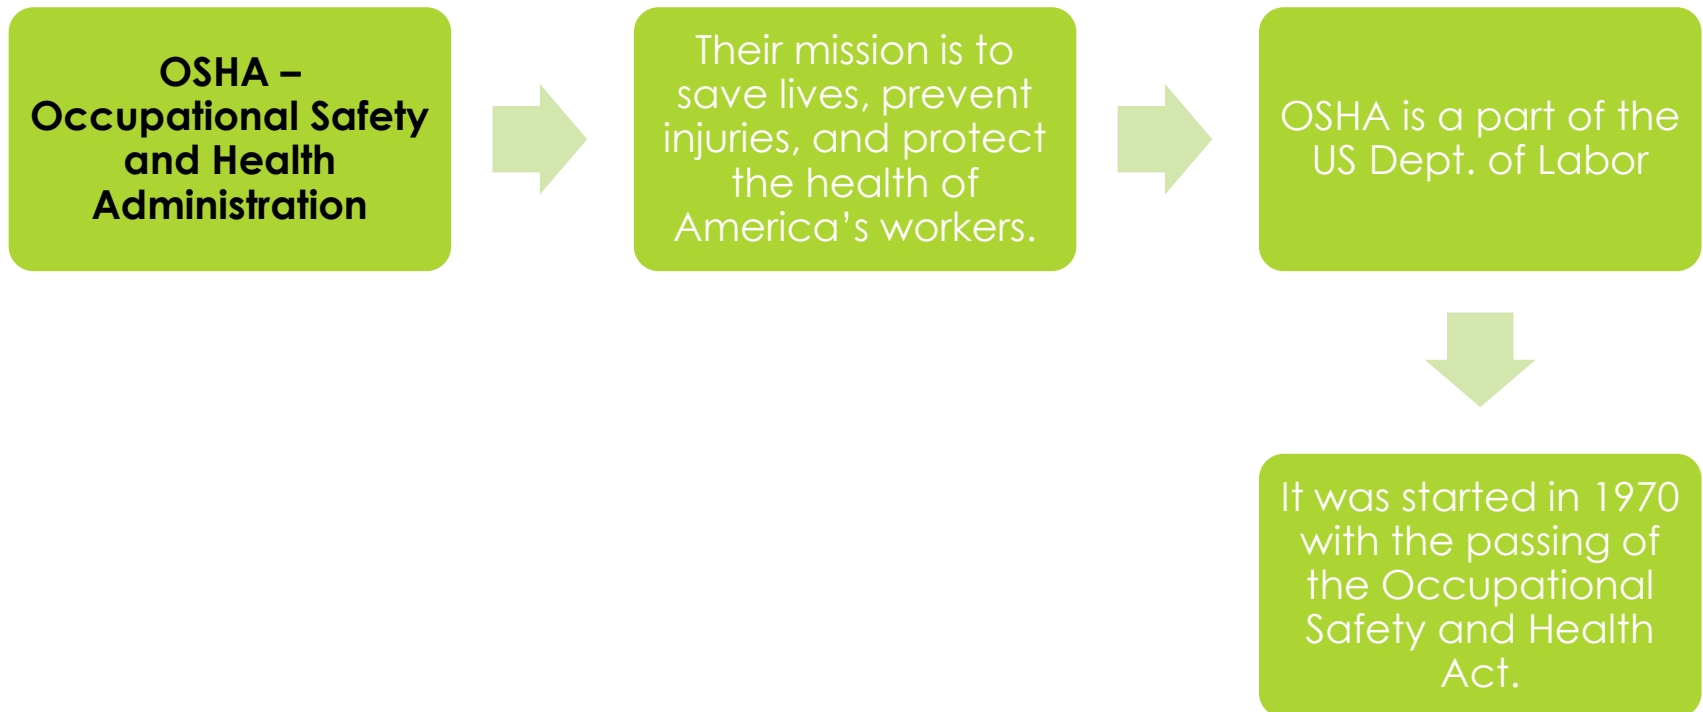 OSHA –
Occupational Safety
and Health
Administration
Their mission is to
save lives, prevent
injuries, and protect
the health of
America’s workers.
OSHA is a part of the
US Dept. of Labor
It was started in 1970
with the passing of
the Occupational
Safety and Health
Act.